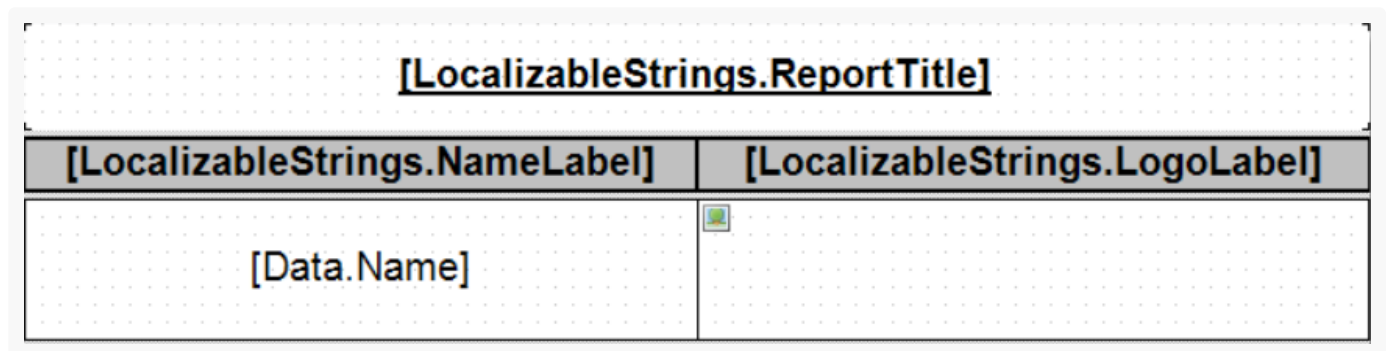 [LocalizableStrings.ReportTitle]
[LocalizableStrings.NameLabel] [LocalizableStrings.LogoLabel]
[Data.Name]